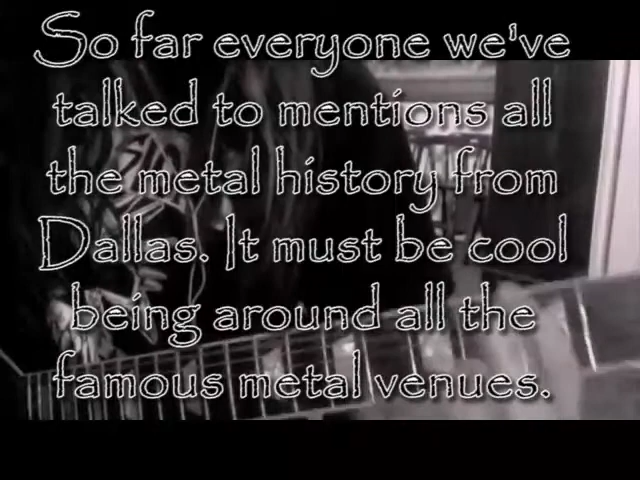 So far everyone we've
talked to mentions all
the metal history from
Dallas. It must be cool
being around all the
famous metal venues.